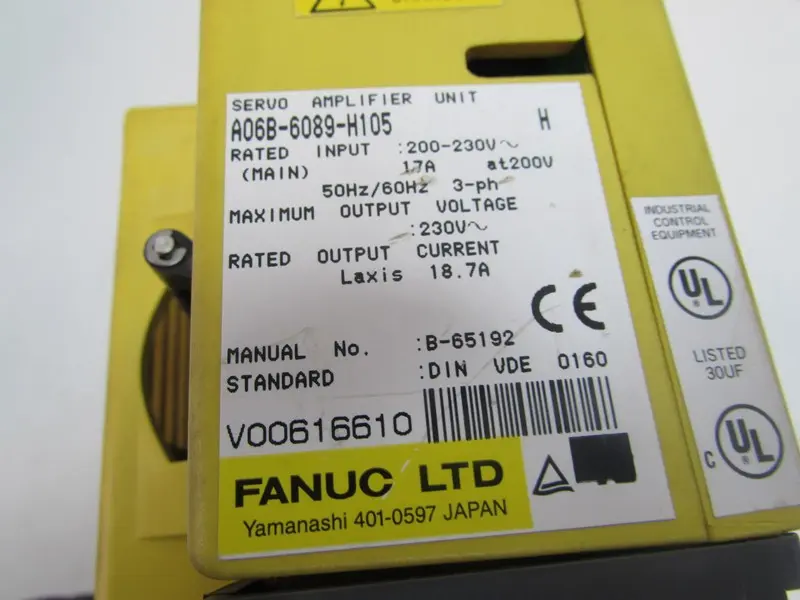 SERVO AMPLIFIER UNIT
A06B-6089-H105 H
RATED INPUT :200-230V~
(MAIN) 17A at200V
50Hz/60Hz 3-ph
MAXIMUM OUTPUT VOLTAGE
:230V~
RATED OUTPUT CURRENT
Laxis 18.7A
CE
MANUAL No. :B-65192
STANDARD :DIN VDE 0160
V00616610
FANUC LTD
Yamanashi 401-0597 JAPAN
INDUSTRIAL
CONTROL
EQUIPMENT
UL
®
LISTED
30UF
C UL
®